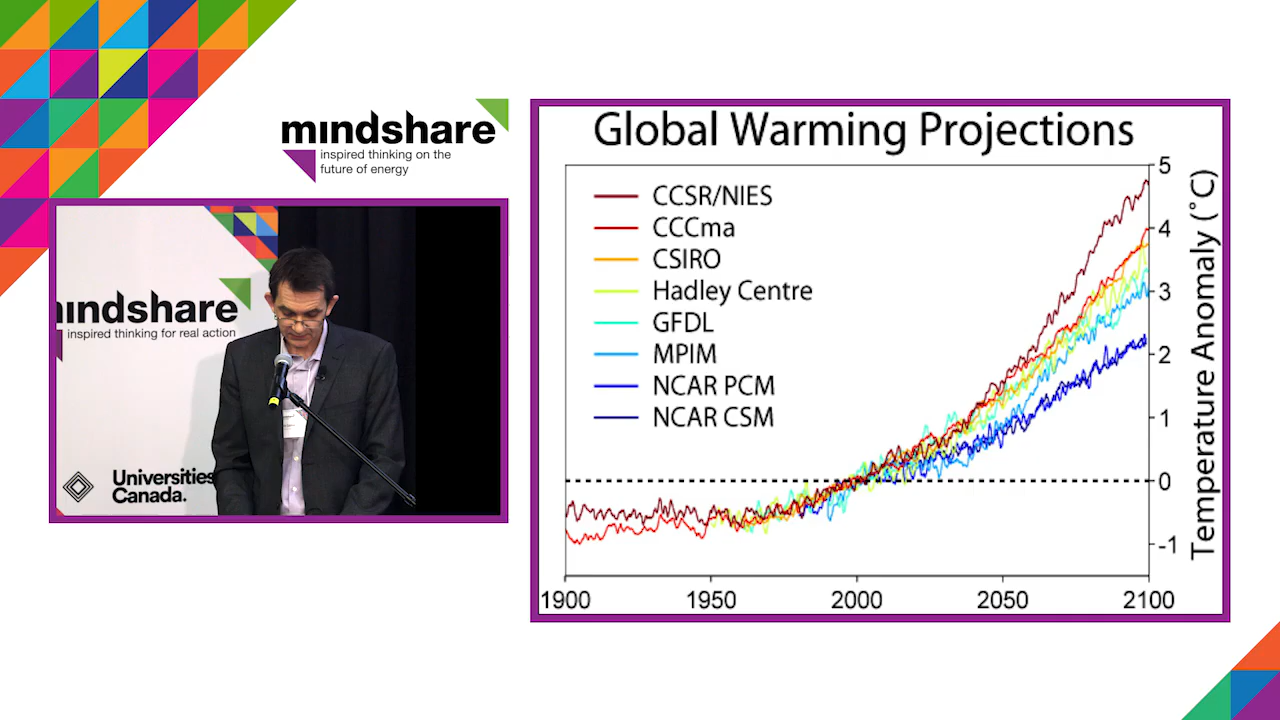 mindshare
inspired thinking on the
future of energy
mindshare
inspired thinking for real action
Universities
Canada.
Global Warming Projections
CCSR/NIES
CCCma
CSIRO
Hadley Centre
GFDL
MPIM
NCAR PCM
NCAR CSM
5
4
3
2
1
0
-1
Temperature Anomaly (˚C)
1900
1950
2000
2050
2100